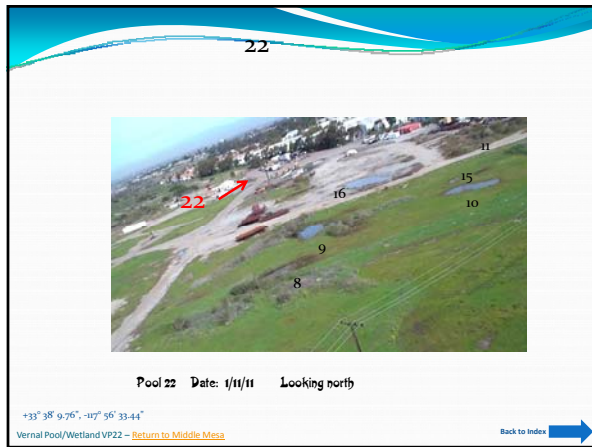 22
11
15
22
16
10
9
8
Pool 22 Date: 1/11/11 Looking north
+33° 38' 9.76", -117° 56' 33.44"
Vernal Pool/Wetland VP22 – Return to Middle Mesa
Back to Index